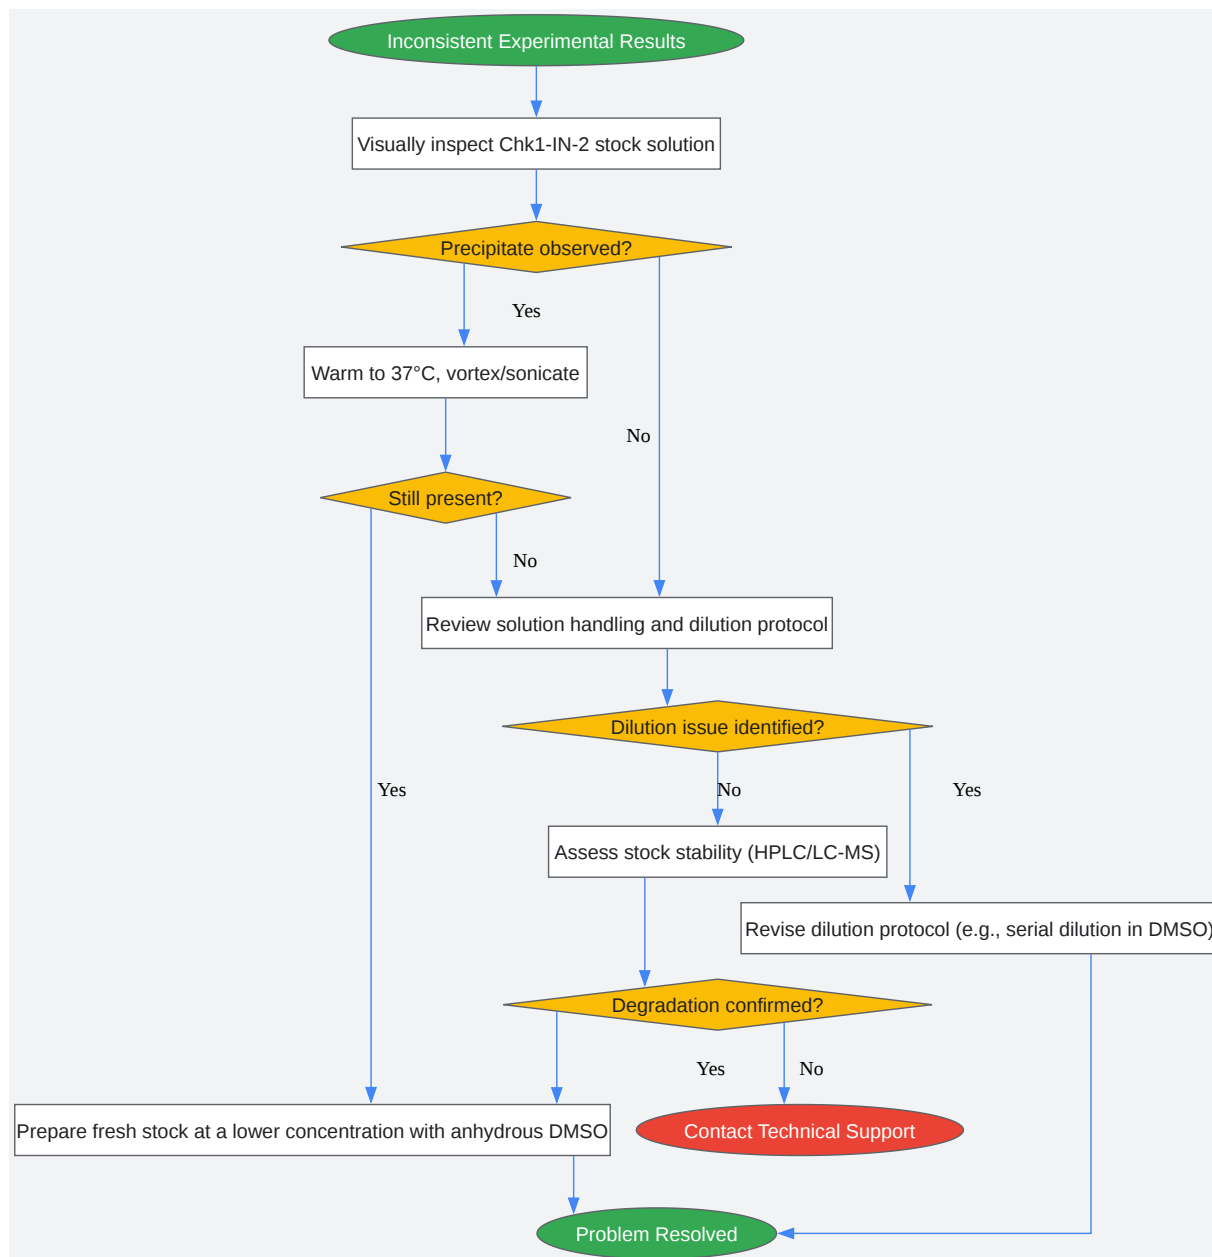 Inconsistent Experimental Results
Visually inspect Chk1-IN-2 stock solution
Precipitate observed?
Yes
Warm to 37°C, vortex/sonicate
No
Still present?
No
Review solution handling and dilution protocol
Dilution issue identified?
Yes
No
Yes
Assess stock stability (HPLC/LC-MS)
Revise dilution protocol (e.g., serial dilution in DMSO)
Degradation confirmed?
Yes
No
Prepare fresh stock at a lower concentration with anhydrous DMSO
Contact Technical Support
Problem Resolved